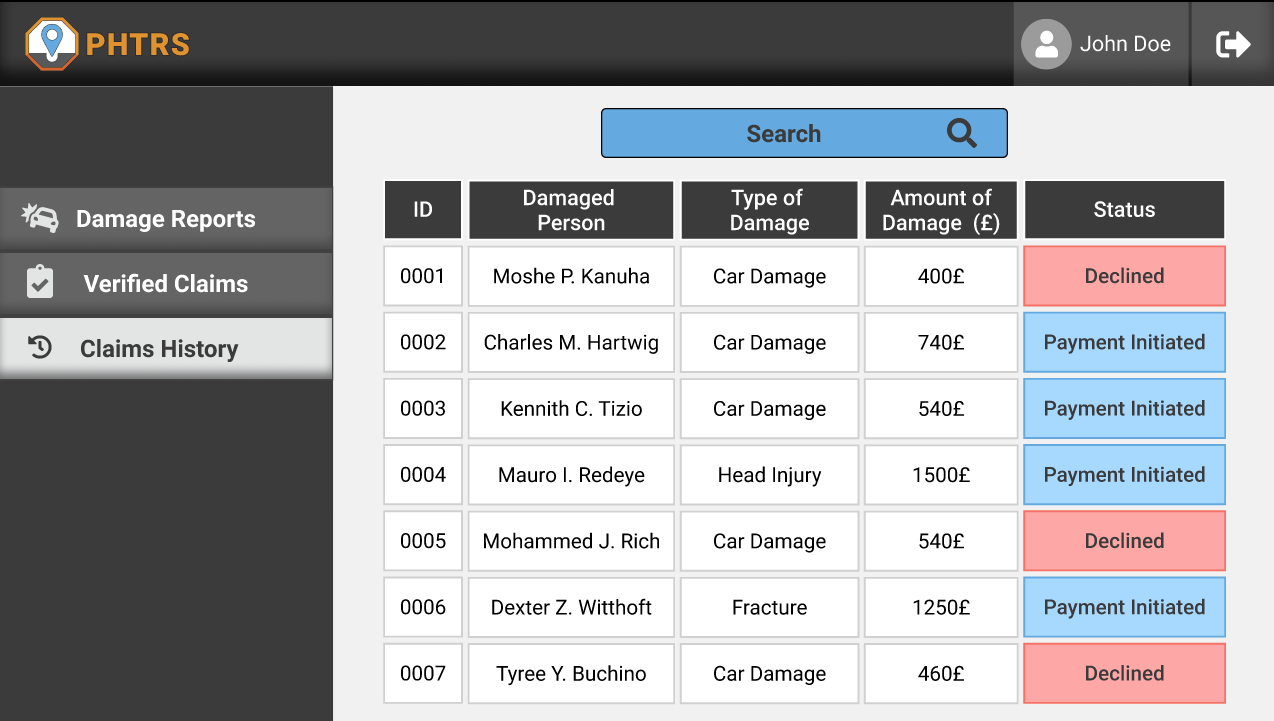 PHTRS
John Doe
Search
Damage Reports
Verified Claims
Claims History
ID
Damaged
Person
Type of
Damage
Amount of
Damage (£)
Status
0001 Moshe P. Kanuha Car Damage 400£ Declined
0002 Charles M. Hartwig Car Damage 740£ Payment Initiated
0003 Kennith C. Tizio Car Damage 540£ Payment Initiated
0004 Mauro I. Redeye Head Injury 1500£ Payment Initiated
0005 Mohammed J. Rich Car Damage 540£ Declined
0006 Dexter Z. Witthoft Fracture 1250£ Payment Initiated
0007 Tyree Y. Buchino Car Damage 460£ Declined